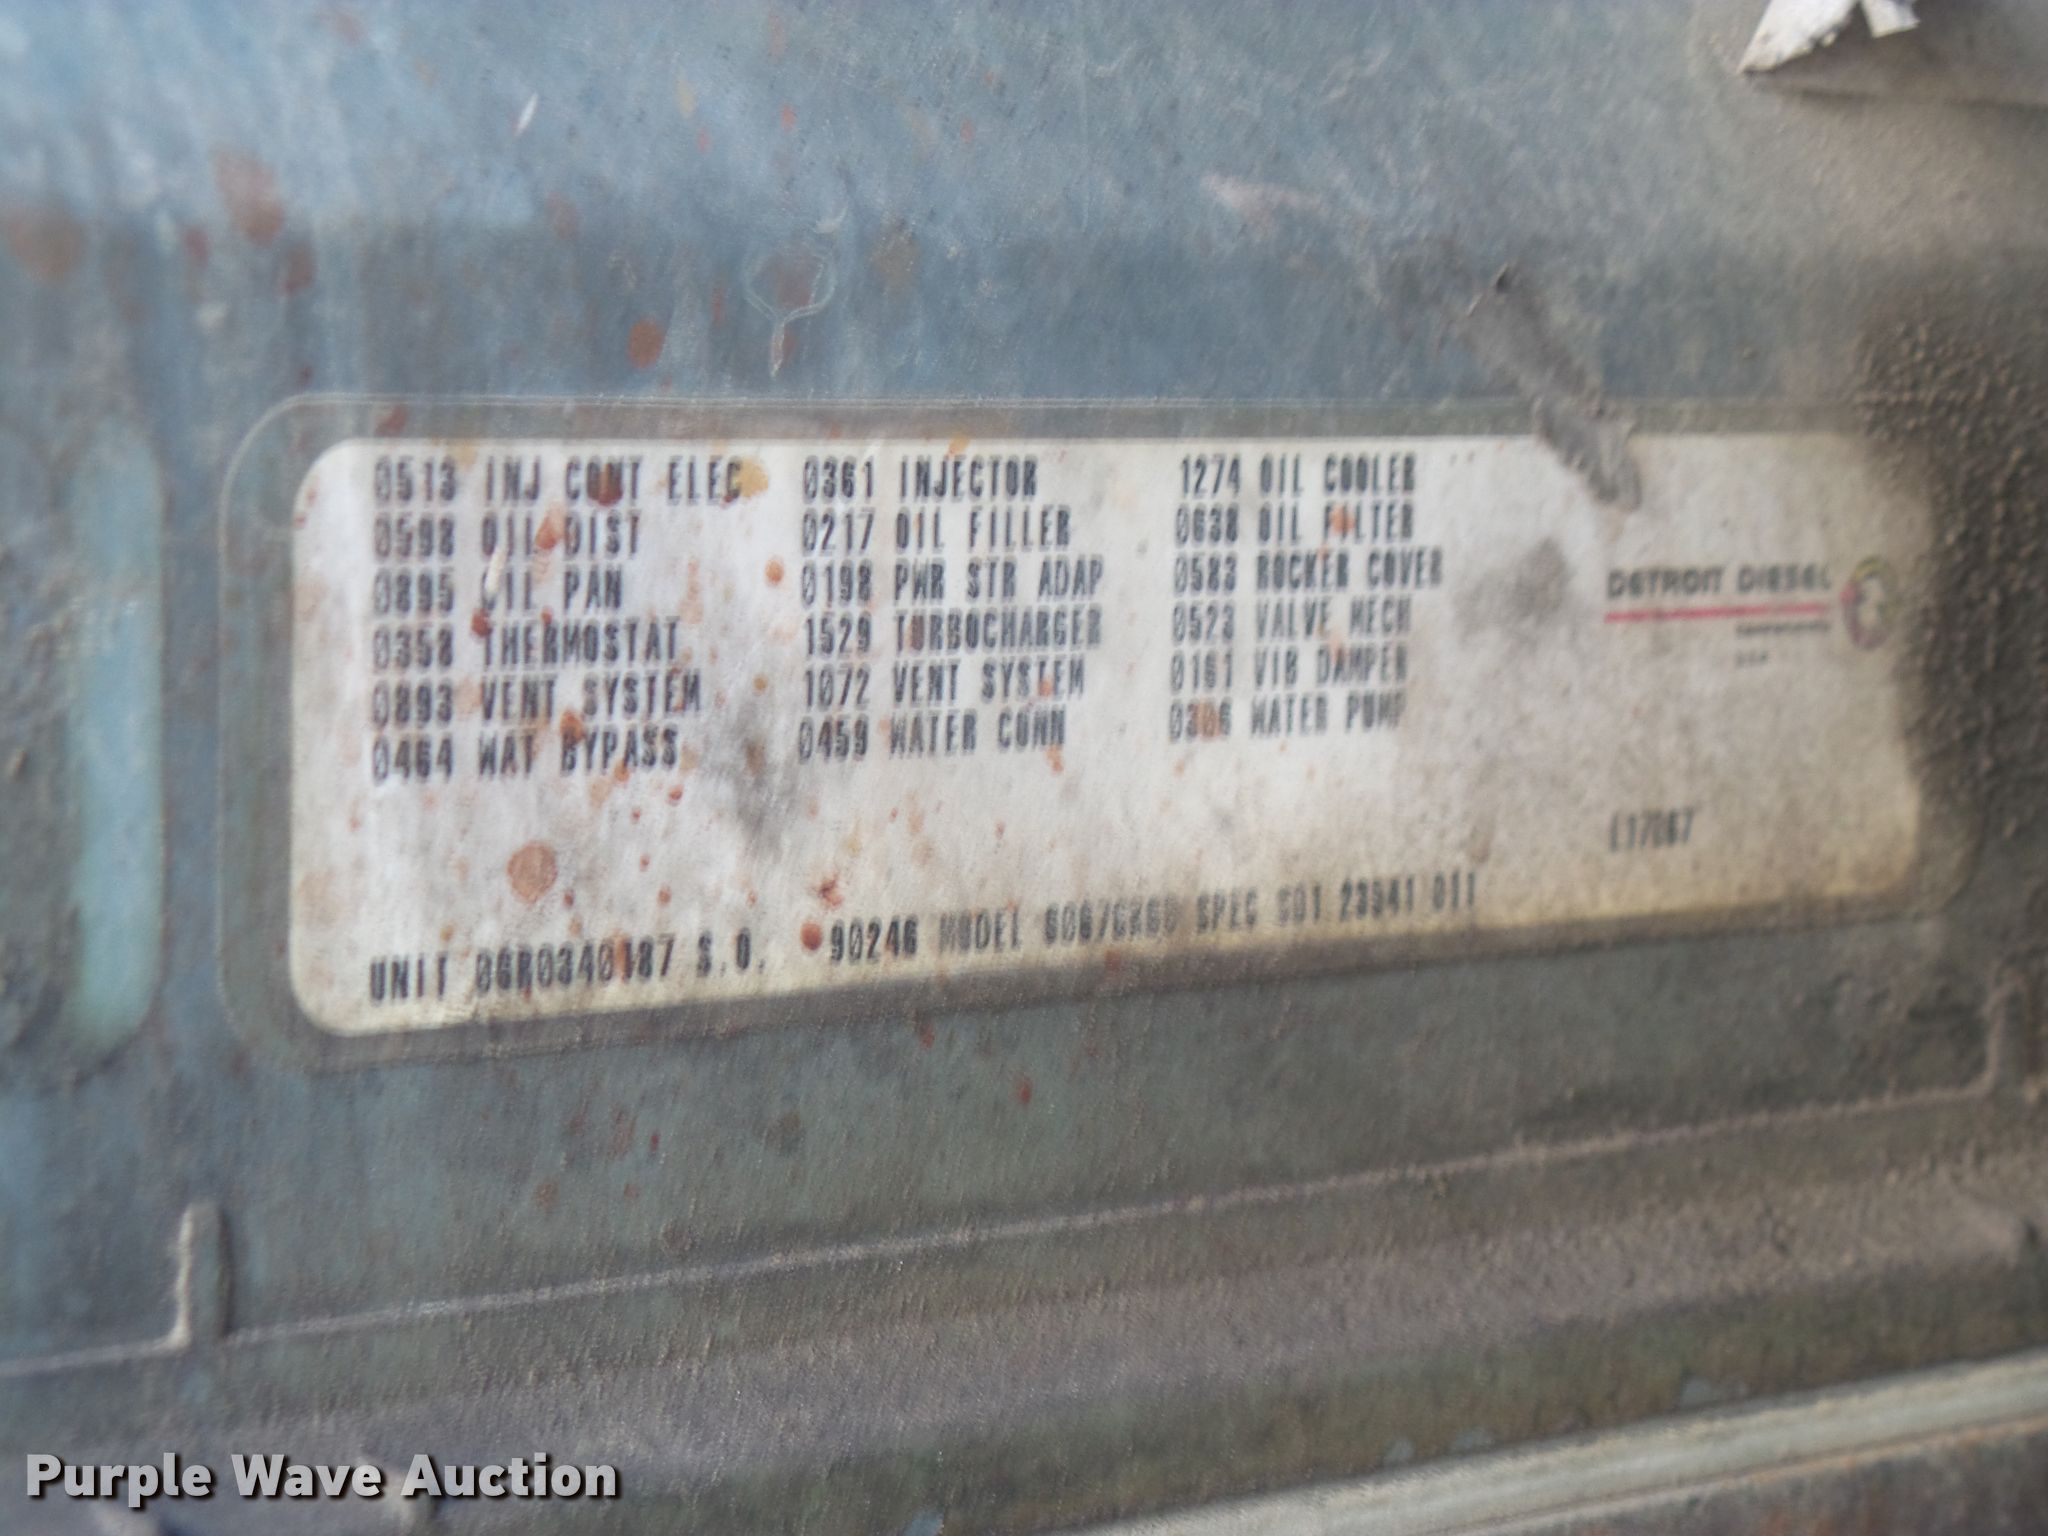 0513 INJ CONT ELEC 0361 INJECTOR 1274 OIL COOLER
0598 OIL DIST 0217 OIL FILLER 0638 OIL FILTER
0895 OIL PAN 0198 PWR STR ADAP 0583 ROCKER COVER
0358 THERMOSTAT 1529 TURBOCHARGER 0523 VALVE MECH
0893 VENT SYSTEM 1072 VENT SYSTEM 0161 VIB DAMPER
0464 WAT BYPASS 0459 WATER CONN 0306 WATER PUMP
DETROIT DIESEL
UNIT 06R0340187 S.O. 90246 MODEL SPEC 23541 011
Purple Wave Auction